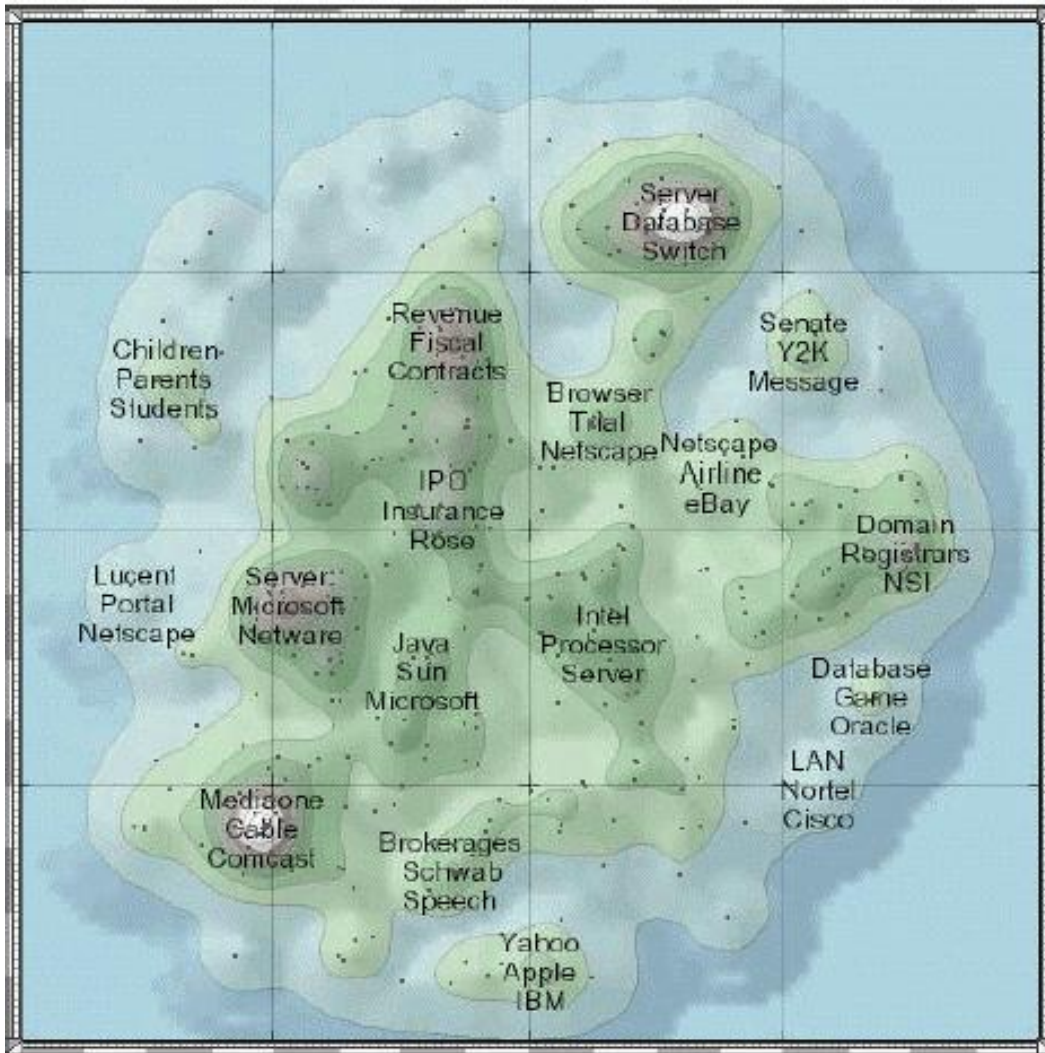 Server
Database
Switch
Revenue
Fiscal
Contracts
Senate
Y2K
Message
Children
Parents
Students
Browser
Trial
Netscape
Netscape
Airline
eBay
IPO
Insurance
Rose
Domain
Registrars
NSI
Lucent
Portal
Netscape
Server
Microsoft
Netware
Intel
Processor
Server
Java
Sun
Microsoft
Database
Game
Oracle
LAN
Nortel
Cisco
Mediaone
Cable
Comcast
Brokerages
Schwab
Speech
Yahoo
Apple
IBM